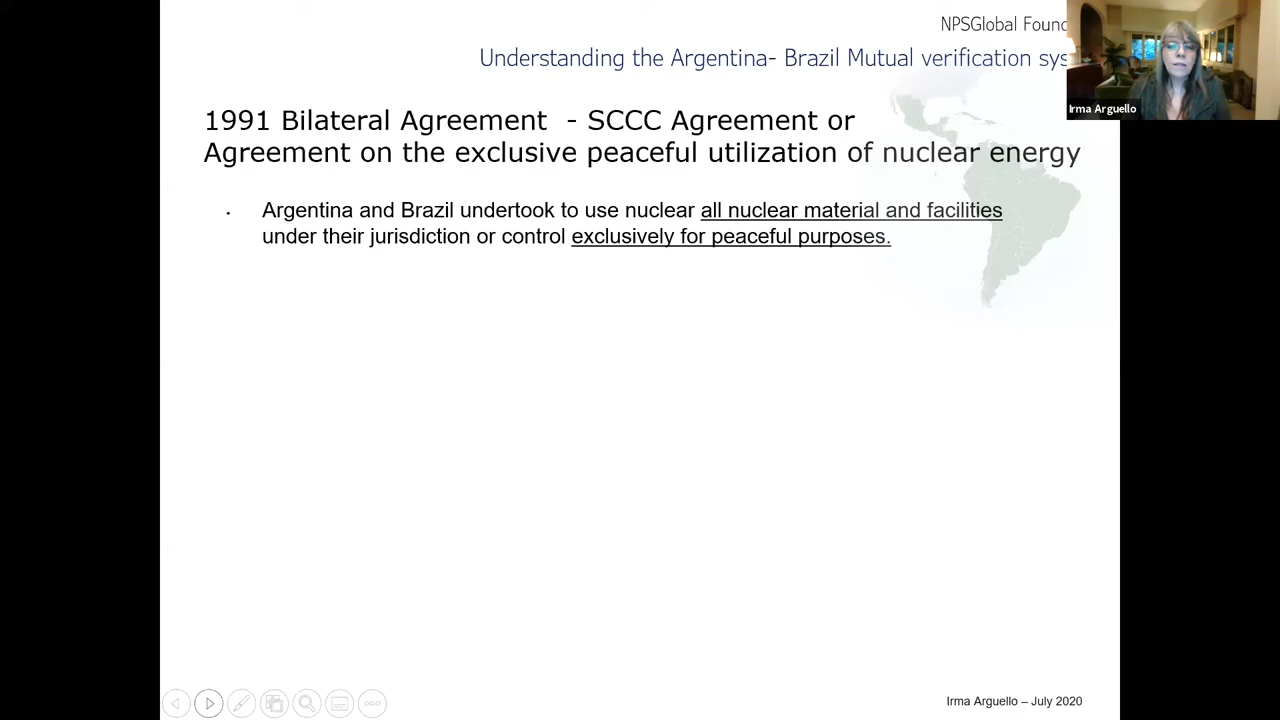 NPSGlobal
Understanding the Argentina- Brazil Mutual verification
Irma Arguello
1991 Bilateral Agreement - SCCC Agreement or
Agreement on the exclusive peaceful utilization of nuclear energy
· Argentina and Brazil undertook to use nuclear all nuclear material and facilities
under their jurisdiction or control exclusively for peaceful purposes.
Irma Arguello – July 2020